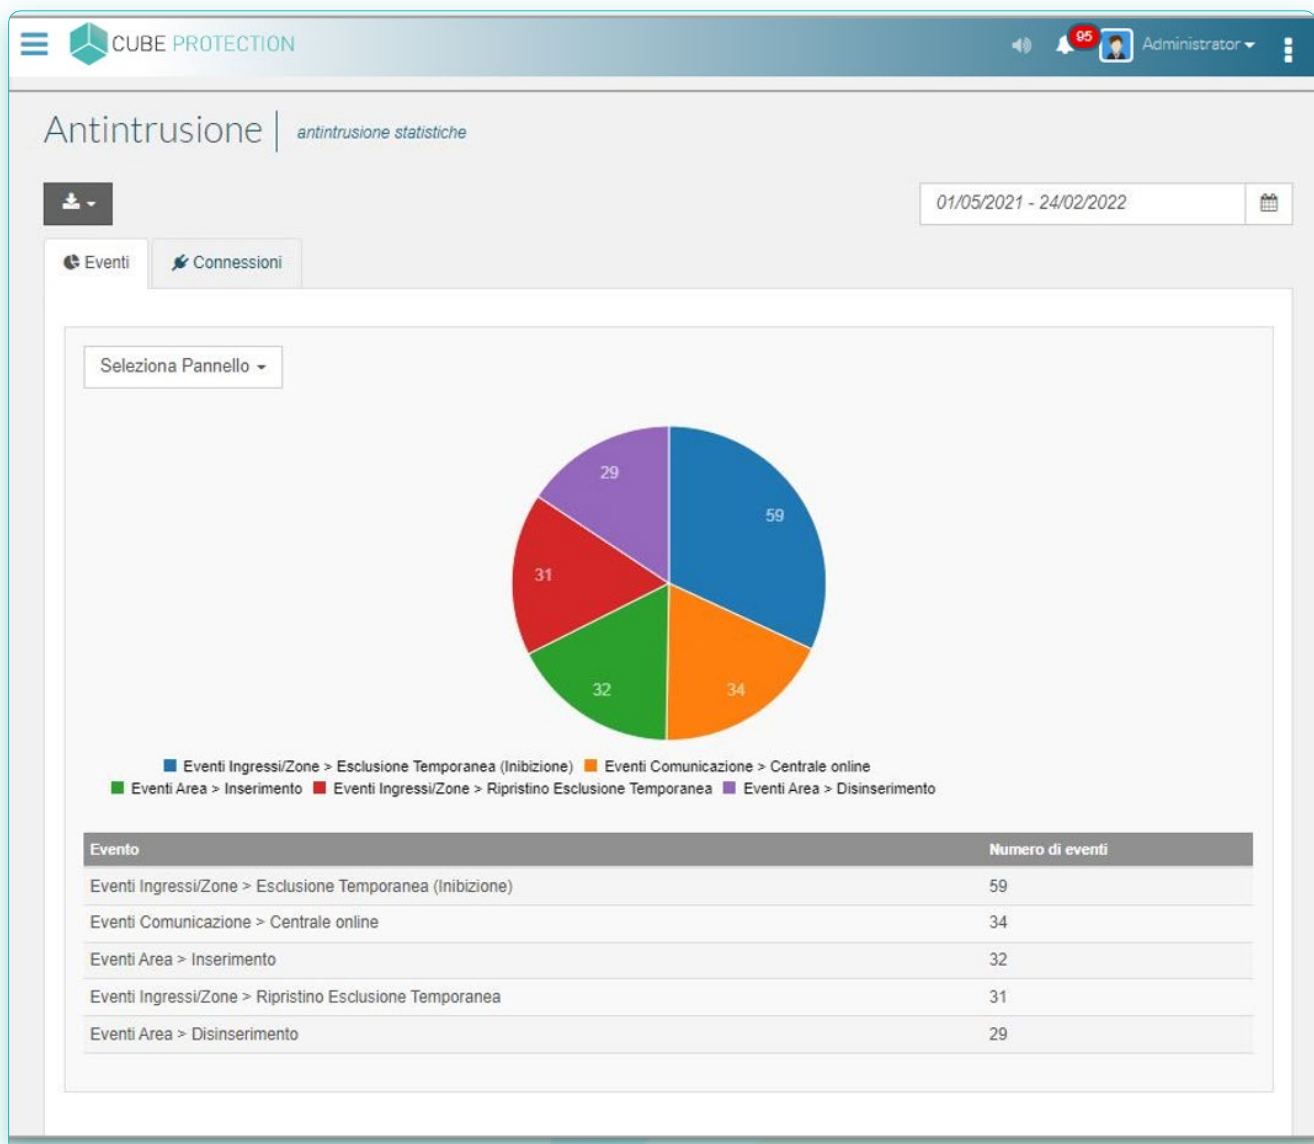 CUBE PROTECTION
95
Administrator
Antintrusione
antintrusione statistiche
01/05/2021 - 24/02/2022
Eventi
Connessioni
Seleziona Pannello
29
59
31
32
34
Eventi Ingressi/Zone > Esclusione Temporanea (Inibizione) Eventi Comunicazione > Centrale online
Eventi Area > Inserimento Eventi Ingressi/Zone > Ripristino Esclusione Temporanea Eventi Area > Disinserimento
Evento Numero di eventi
Eventi Ingressi/Zone > Esclusione Temporanea (Inibizione) 59
Eventi Comunicazione > Centrale online 34
Eventi Area > Inserimento 32
Eventi Ingressi/Zone > Ripristino Esclusione Temporanea 31
Eventi Area > Disinserimento 29